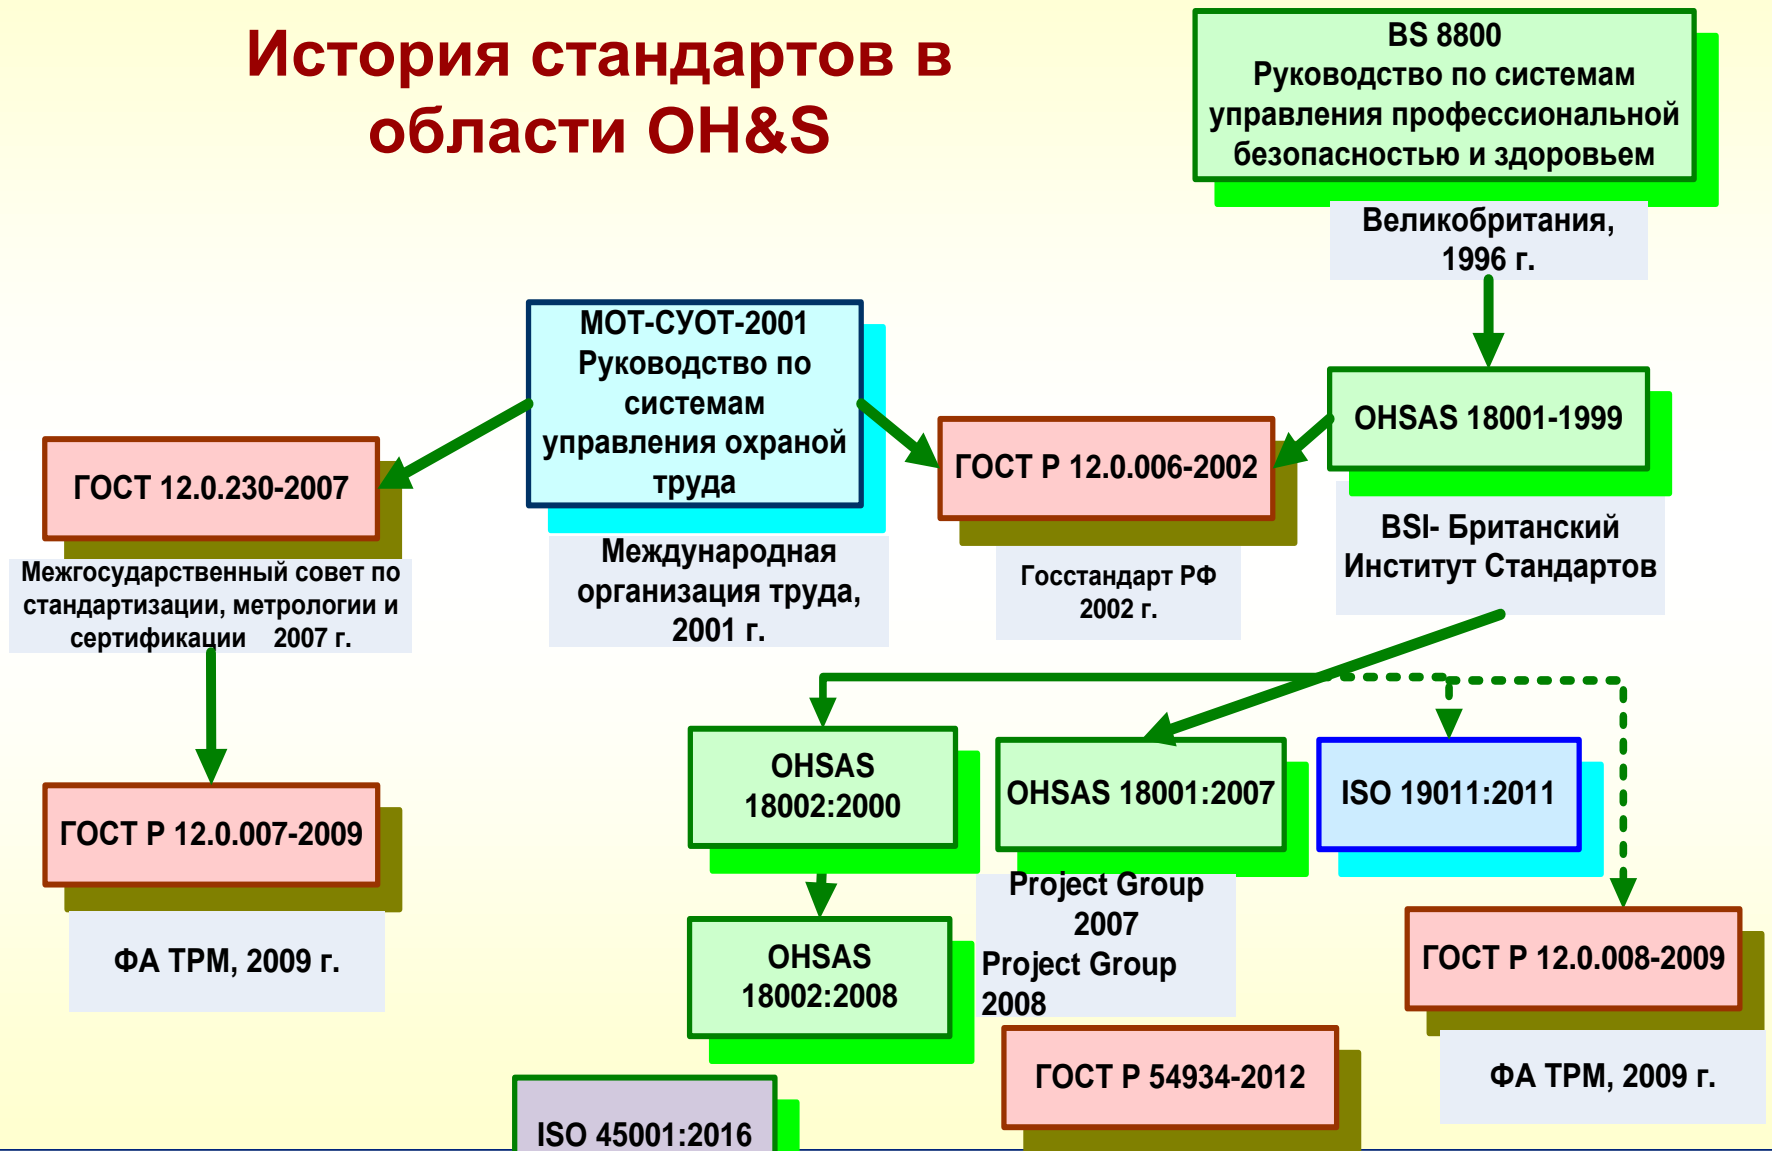 История стандартов в
области OH&S
BS 8800
Руководство по системам
управления профессиональной
безопасностью и здоровьем
Великобритания,
1996 г.
МОТ-СУОТ-2001
Руководство по
системам
управления охраной
труда
Международная
организация труда,
2001 г.
OHSAS 18001-1999
BSI- Британский
Институт Стандартов
ГОСТ Р 12.0.006-2002
Госстандарт РФ
2002 г.
ГОСТ 12.0.230-2007
Межгосударственный совет по
стандартизации, метрологии и
сертификации 2007 г.
ГОСТ Р 12.0.007-2009
ФА ТРМ, 2009 г.
OHSAS
18002:2000
OHSAS 18001:2007
ISO 19011:2011
Project Group
2007
Project Group
2008
OHSAS
18002:2008
ГОСТ Р 12.0.008-2009
ФА ТРМ, 2009 г.
ГОСТ Р 54934-2012
ISO 45001:2016